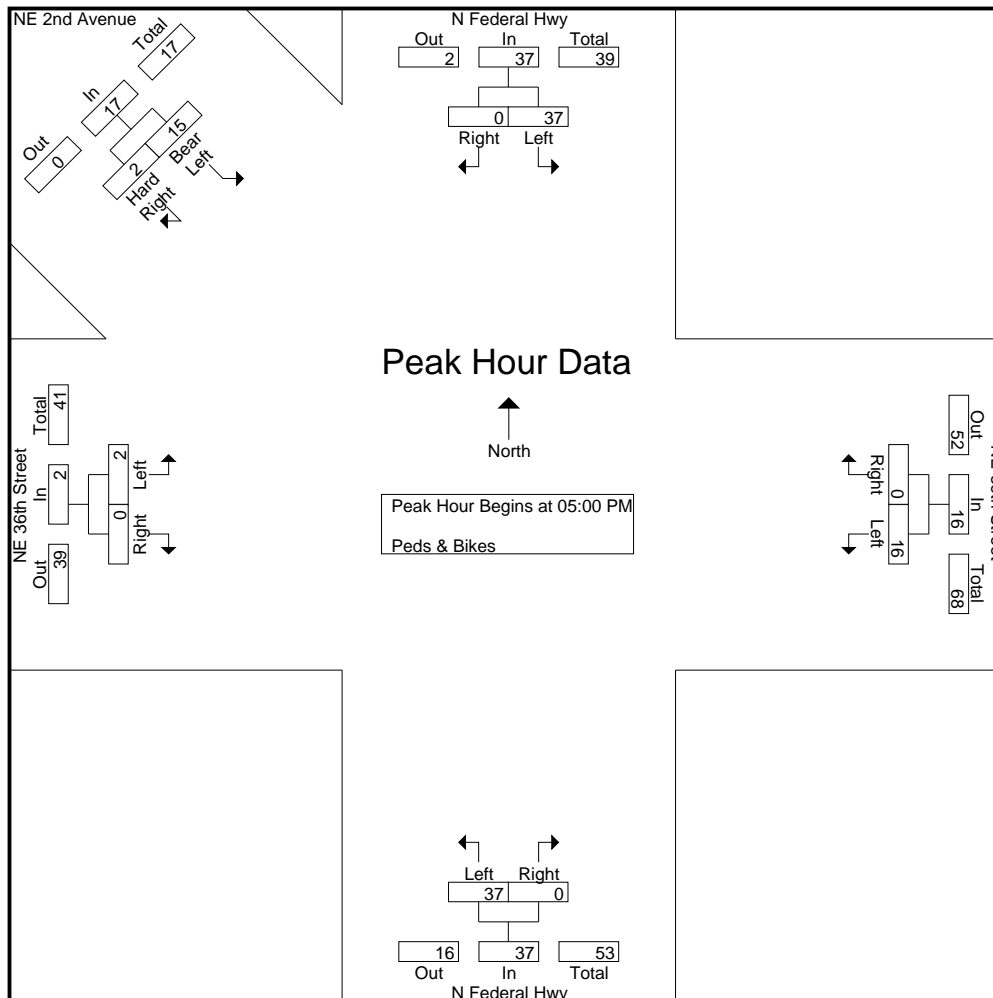 NE 2nd Avenue
Total
17
In
17
Out
0
15
2
Bear
Left
Hard
Right
N Federal Hwy
Out In Total
2 37 39
0 37
Right Left
Peak Hour Data
North
Peak Hour Begins at 05:00 PM
Peds & Bikes
NE 36th Street
Total
41
In
2
Out
39
2
Left
0
Right
Out
52
In
16
Total
68
Right
0
Left
16
Left Right
37 0
16 37 53
Out In Total
N Federal Hwy